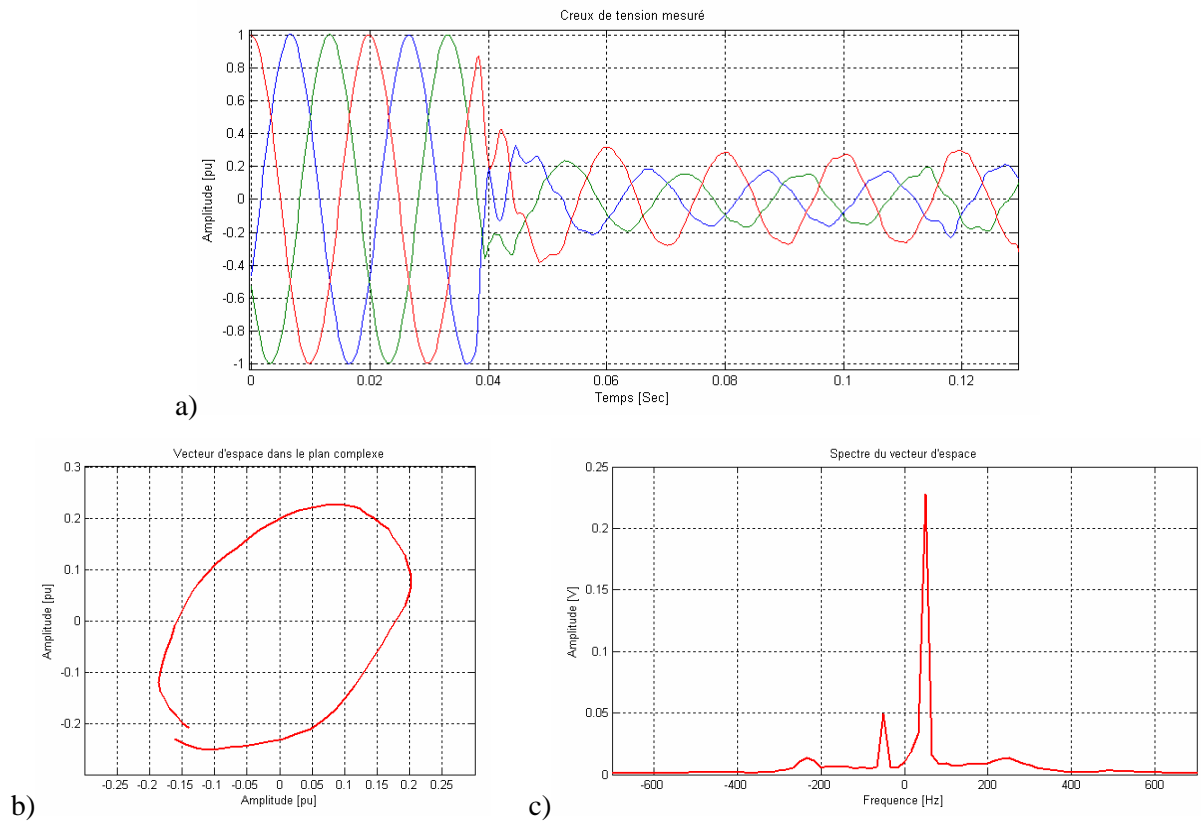 Creux de tension mesuré
Amplitude [pu]
1
0.8
0.6
0.4
0.2
0
-0.2
-0.4
-0.6
-0.8
-1
0 0.02 0.04 0.06 0.08 0.1 0.12
Temps [Sec]
a)
Vecteur d'espace dans le plan complexe
Amplitude [pu]
0.3
0.2
0.1
0
-0.1
-0.2
-0.25 -0.2 -0.15 -0.1 -0.05 0 0.05 0.1 0.15 0.2 0.25
Amplitude [pu]
b)
Spectre du vecteur d'espace
Amplitude [V]
0.25
0.2
0.15
0.1
0.05
0
-600 -400 -200 0 200 400 600
Frequence [Hz]
c)